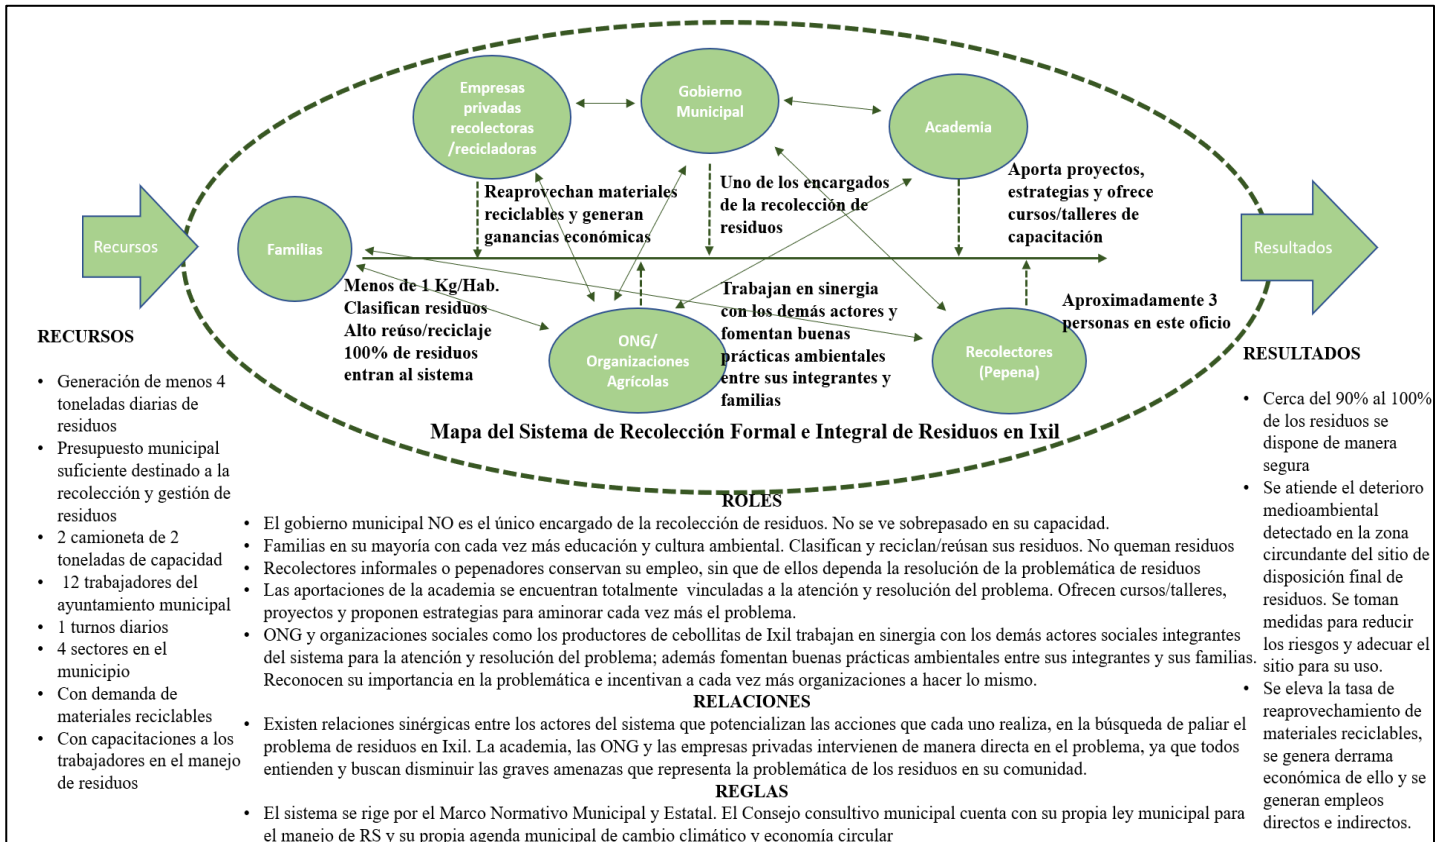 Empresas
privadas
recolectoras
/recicladoras
Gobierno
Municipal
Academia
Recursos
Familias
Reaprovechan materiales
reciclables y generan
ganancias económicas
Uno de los encargados
de la recolección de
residuos
Aporta proyectos,
estrategias y ofrece
cursos/talleres de
capacitación
Resultados
Menos de 1 Kg/Hab.
Clasifican residuos
Alto reúso/reciclaje
100% de residuos
entran al sistema
ONG/
Organizaciones
Agrícolas
Trabajan en sinergia
con los demás actores y
fomentan buenas
prácticas ambientales
entre sus integrantes y
familias
Recolectores
(Pepena)
Aproximadamente 3
personas en este oficio
Mapa del Sistema de Recolección Formal e Integral de Residuos en Ixil
RECURSOS
• Generación de menos 4
toneladas diarias de
residuos
• Presupuesto municipal
suficiente destinado a la
recolección y gestión de
residuos
• 2 camioneta de 2
toneladas de capacidad
• 12 trabajadores del
ayuntamiento municipal
• 1 turnos diarios
• 4 sectores en el
municipio
• Con demanda de
materiales reciclables
• Con capacitaciones a los
trabajadores en el manejo
de residuos
ROLES
• El gobierno municipal NO es el único encargado de la recolección de residuos. No se ve sobrepasado en su capacidad.
• Familias en su mayoría con cada vez más educación y cultura ambiental. Clasifican y reciclan/reúsan sus residuos. No queman residuos
• Recolectores informales o pepenadores conservan su empleo, sin que de ellos dependa la resolución de la problemática de residuos
• Las aportaciones de la academia se encuentran totalmente vinculadas a la atención y resolución del problema. Ofrecen cursos/talleres,
proyectos y proponen estrategias para aminorar cada vez más el problema.
• ONG y organizaciones sociales como los productores de cebollitas de Ixil trabajan en sinergia con los demás actores sociales integrantes
del sistema para la atención y resolución del problema; además fomentan buenas prácticas ambientales entre sus integrantes y sus familias.
Reconocen su importancia en la problemática e incentivan a cada vez más organizaciones a hacer lo mismo.
RELACIONES
• Existen relaciones sinérgicas entre los actores del sistema que potencializan las acciones que cada uno realiza, en la búsqueda de paliar el
problema de residuos en Ixil. La academia, las ONG y las empresas privadas intervienen de manera directa en el problema, ya que todos
entienden y buscan disminuir las graves amenazas que representa la problemática de los residuos en su comunidad.
REGLAS
• El sistema se rige por el Marco Normativo Municipal y Estatal. El Consejo consultivo municipal cuenta con su propia ley municipal para
el manejo de RS y su propia agenda municipal de cambio climático y economía circular
RESULTADOS
• Cerca del 90% al 100%
de los residuos se
dispone de manera
segura
• Se atiende el deterioro
medioambiental
detectado en la zona
circundante del sitio de
disposición final de
residuos. Se toman
medidas para reducir
los riesgos y adecuar el
sitio para su uso.
• Se eleva la tasa de
reaprovechamiento de
materiales reciclables,
se genera derrama
económica de ello y se
generan empleos
directos e indirectos.